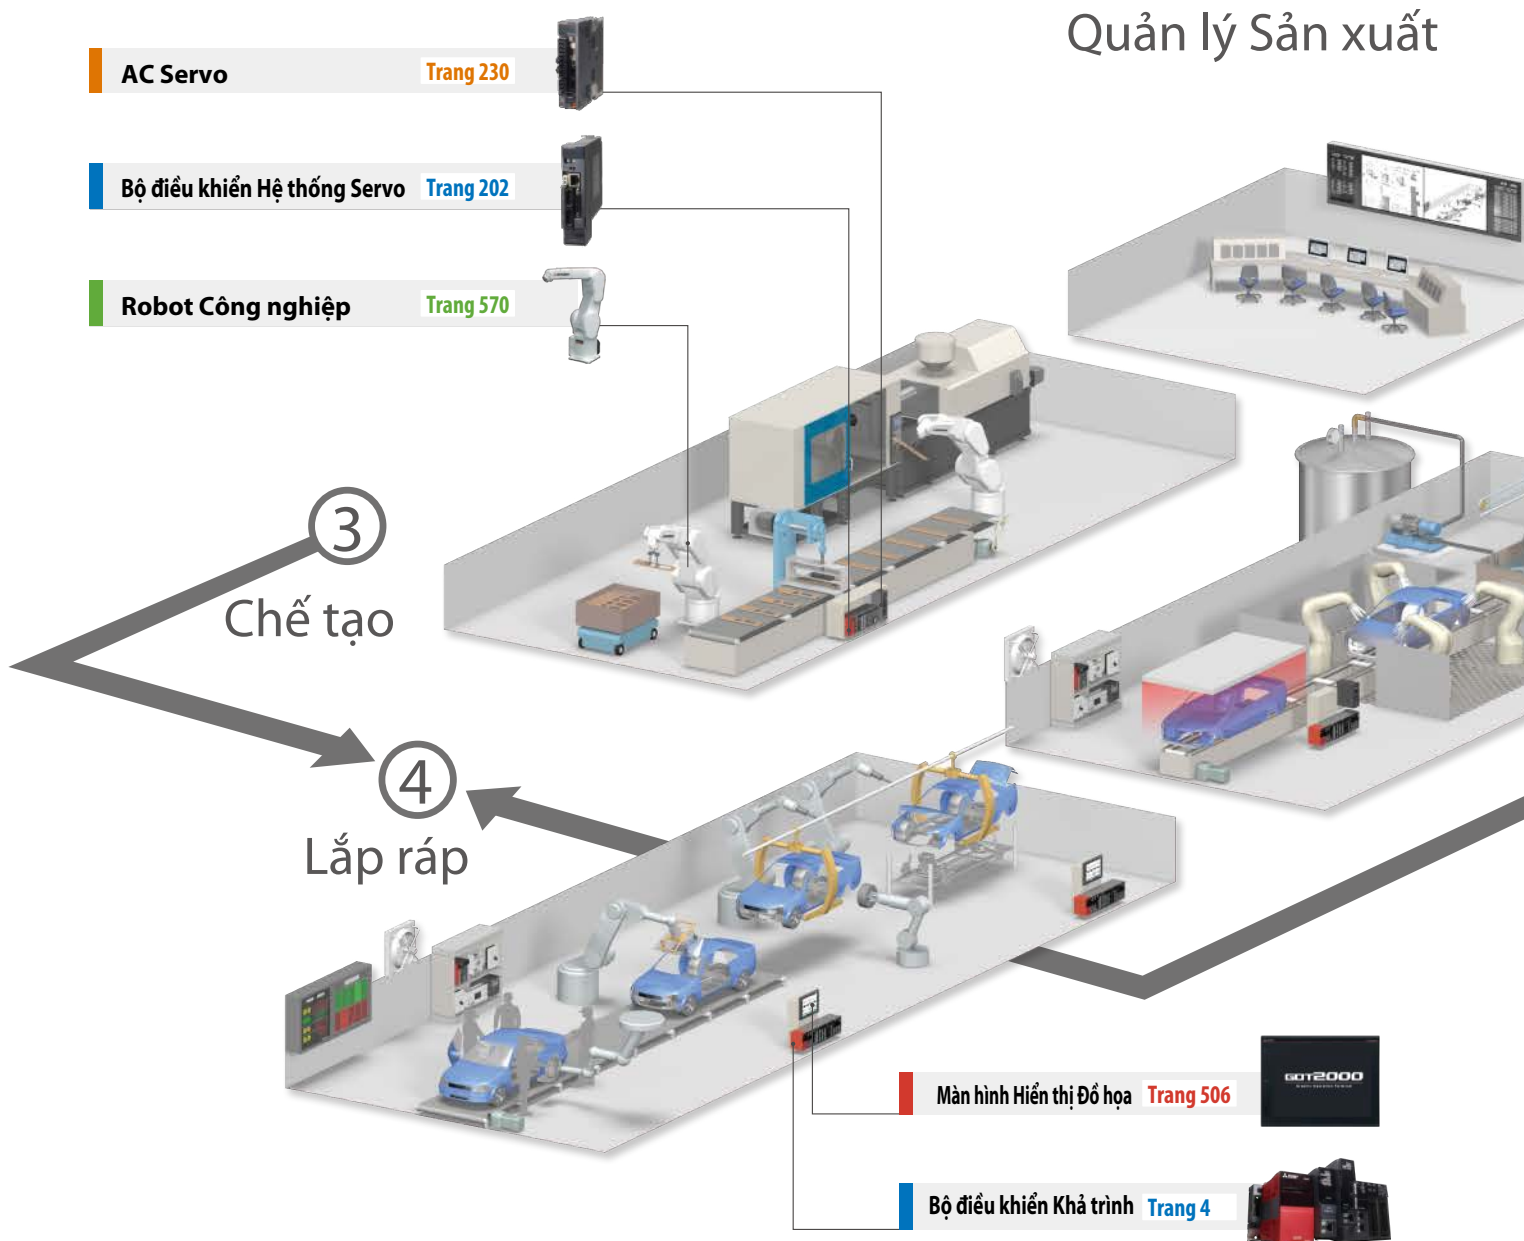 Quản lý Sản xuất
AC Servo Trang 230
Bộ điều khiển Hệ thống Servo Trang 202
Robot Công nghiệp Trang 570
3
Chế tạo
4
Lắp ráp
GOT2000
Màn hình Hiển thị Đồ họa Trang 506
Bộ điều khiển Khả trình Trang 4